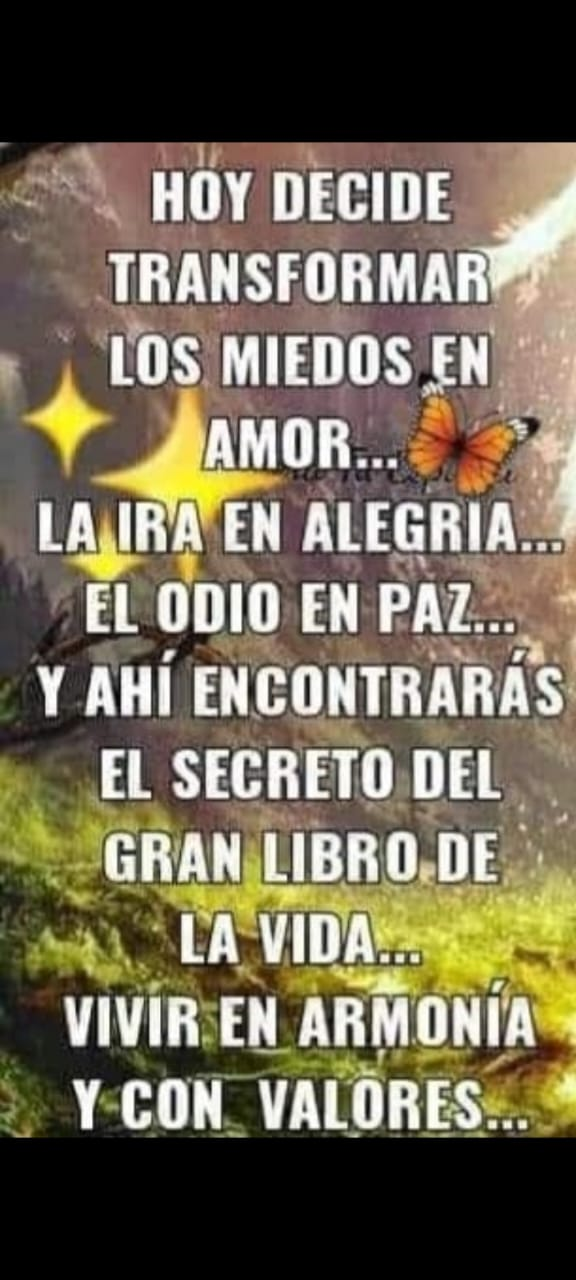 HOY DECIDE
TRANSFORMAR
LOS MIEDOS EN
AMOR...
LA IRA EN ALEGRIA...
EL ODIO EN PAZ...
Y AHÍ ENCONTRARÁS
EL SECRETO DEL
GRAN LIBRO DE
LA VIDA...
VIVIR EN ARMONÍA
Y CON VALORES...